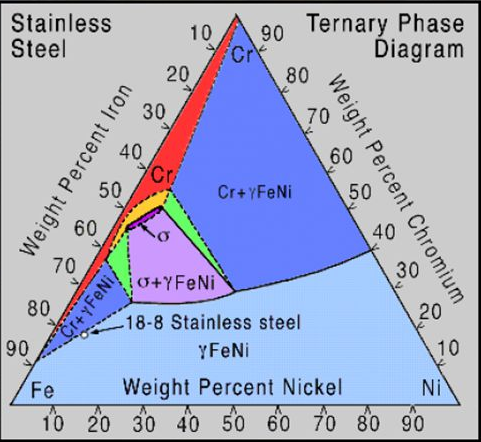 Stainless
Steel
Ternary Phase
Diagram
Cr
10 20 30 40 50 60 70 80 90
Weight Percent Iron
90 80 70 60 50 40 30 20 10
Weight Percent Chromium
Cr
Cr+γFeNi
σ
σ+γFeNi
Cr+γFeNi
18-8 Stainless steel
γFeNi
Fe
Weight Percent Nickel
Ni
10 20 30 40 50 60 70 80 90